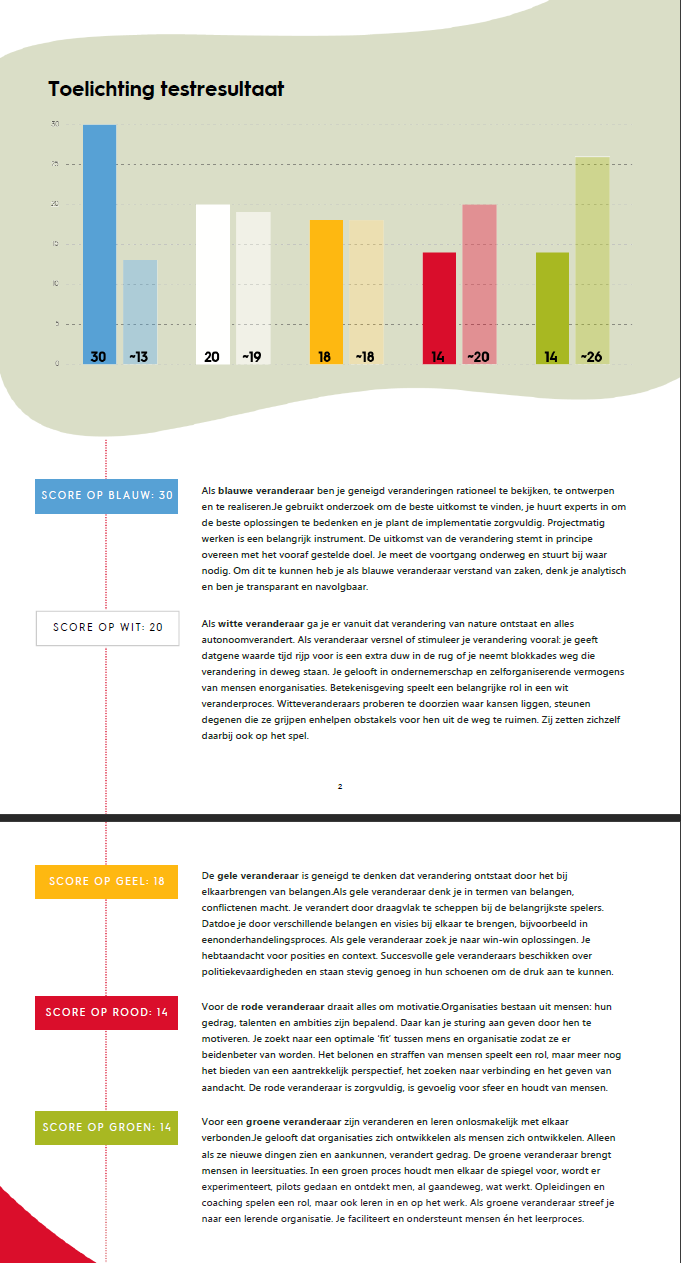 Toelichting testresultaat
30
25
20
15
10
5
0
30 ~13 20 ~19 18 ~18 14 ~20 14 ~26
SCORE OP BLAUW: 30
Als blauwe veranderaar ben je geneigd veranderingen rationeel te bekijken, te ontwerpen
en te realiseren.Je gebruikt onderzoek om de beste uitkomst te vinden, je huurt experts in om
de beste oplossingen te bedenken en je plant de implementatie zorgvuldig. Projectmatig
werken is een belangrijk instrument. De uitkomst van de verandering stemt in principe
overeen met het vooraf gestelde doel. Je meet de voortgang onderweg en stuurt bij waar
nodig. Om dit te kunnen heb je als blauwe veranderaar verstand van zaken, denk je analytisch
en ben je transparant en navolgbaar.
SCORE OP WIT: 20
Als witte veranderaar ga je er vanuit dat verandering van nature ontstaat en alles
autonoomverandert. Als veranderaar versnel of stimuleer je verandering vooral: je geeft
datgene waarde tijd rijp voor is een extra duw in de rug of je neemt blokkades weg die
verandering in deweg staan. Je gelooft in ondernemerschap en zelforganiserende vermogens
van mensen enorganisaties. Betekenisgeving speelt een belangrijke rol in een wit
veranderproces. Witteveranderaars proberen te doorzien waar kansen liggen, steunen
degenen die ze grijpen enhelpen obstakels voor hen uit de weg te ruimen. Zij zetten zichzelf
daarbij ook op het spel.
2
SCORE OP GEEL: 18
De gele veranderaar is geneigd te denken dat verandering ontstaat door het bij
elkaarbrengen van belangen.Als gele veranderaar denk je in termen van belangen,
conflictenen macht. Je verandert door draagvlak te scheppen bij de belangrijkste spelers.
Datdoe je door verschillende belangen en visies bij elkaar te brengen, bijvoorbeeld in
eenonderhandelingsproces. Als gele veranderaar zoek je naar win-win oplossingen. Je
hebtaandacht voor posities en context. Succesvolle gele veranderaars beschikken over
politiekevaardigheden en staan stevig genoeg in hun schoenen om de druk aan te kunnen.
SCORE OP ROOD: 14
Voor de rode veranderaar draait alles om motivatie.Organisaties bestaan uit mensen: hun
gedrag, talenten en ambities zijn bepalend. Daar kan je sturing aan geven door hen te
motiveren. Je zoekt naar een optimale 'fit' tussen mens en organisatie zodat ze er
beidenbeter van worden. Het belonen en straffen van mensen speelt een rol, maar meer nog
het bieden van een aantrekkelijk perspectief, het zoeken naar verbinding en het geven van
aandacht. De rode veranderaar is zorgvuldig, is gevoelig voor sfeer en houdt van mensen.
SCORE OP GROEN: 14
Voor een groene veranderaar zijn veranderen en leren onlosmakelijk met elkaar
verbonden.Je gelooft dat organisaties zich ontwikkelen als mensen zich ontwikkelen. Alleen
als ze nieuwe dingen zien en aankunnen, verandert gedrag. De groene veranderaar brengt
mensen in leersituaties. In een groen proces houdt men elkaar de spiegel voor, wordt er
experimenteert, pilots gedaan en ontdekt men, al gaandeweg, wat werkt. Opleidingen en
coaching spelen een rol, maar ook leren in en op het werk. Als groene veranderaar streef je
naar een lerende organisatie. Je faciliteert en ondersteunt mensen én het leerproces.